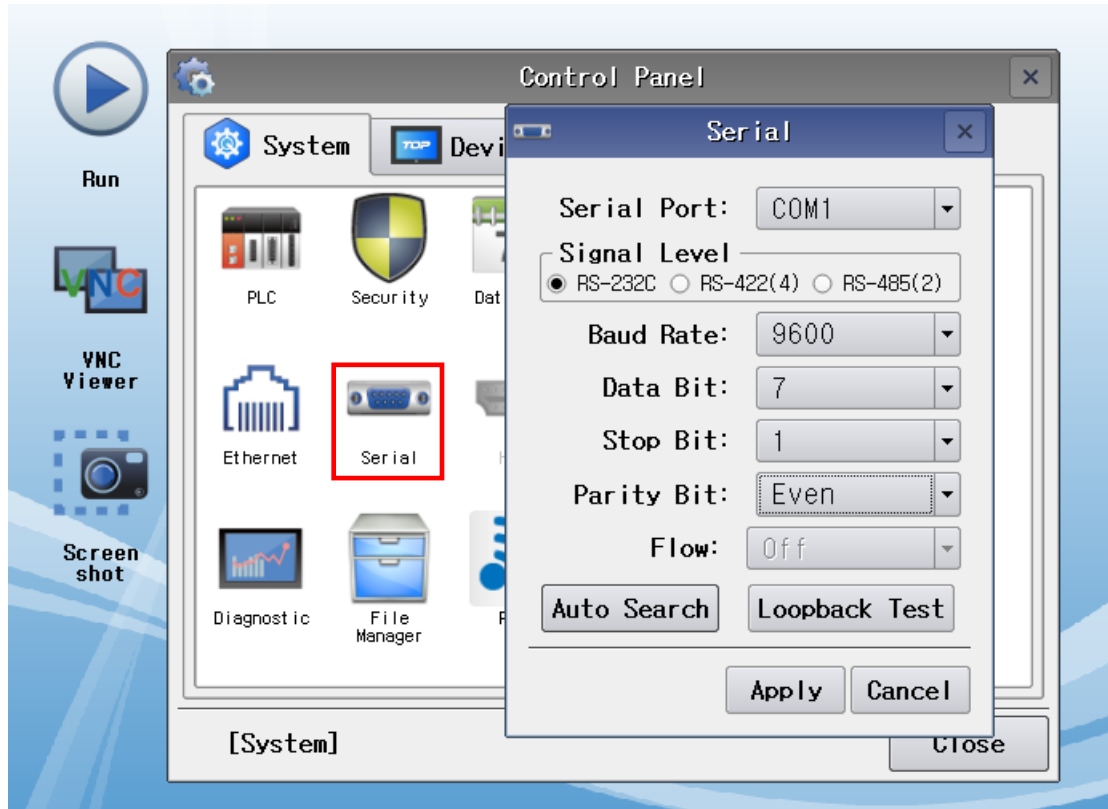 Control Panel
System
TOP
Devi
Serial
Run
VNC
VNC
Viewer
Screen
shot
PLC
Security
Dat
Ethernet
Serial
H
Diagnostic
File
Manager
Serial Port: COM1
Signal Level
RS-232C RS-422(4) RS-485(2)
Baud Rate: 9600
Data Bit: 7
Stop Bit: 1
Parity Bit: Even
Flow: Off
Auto Search Loopback Test
Apply Cancel
[System]
Close